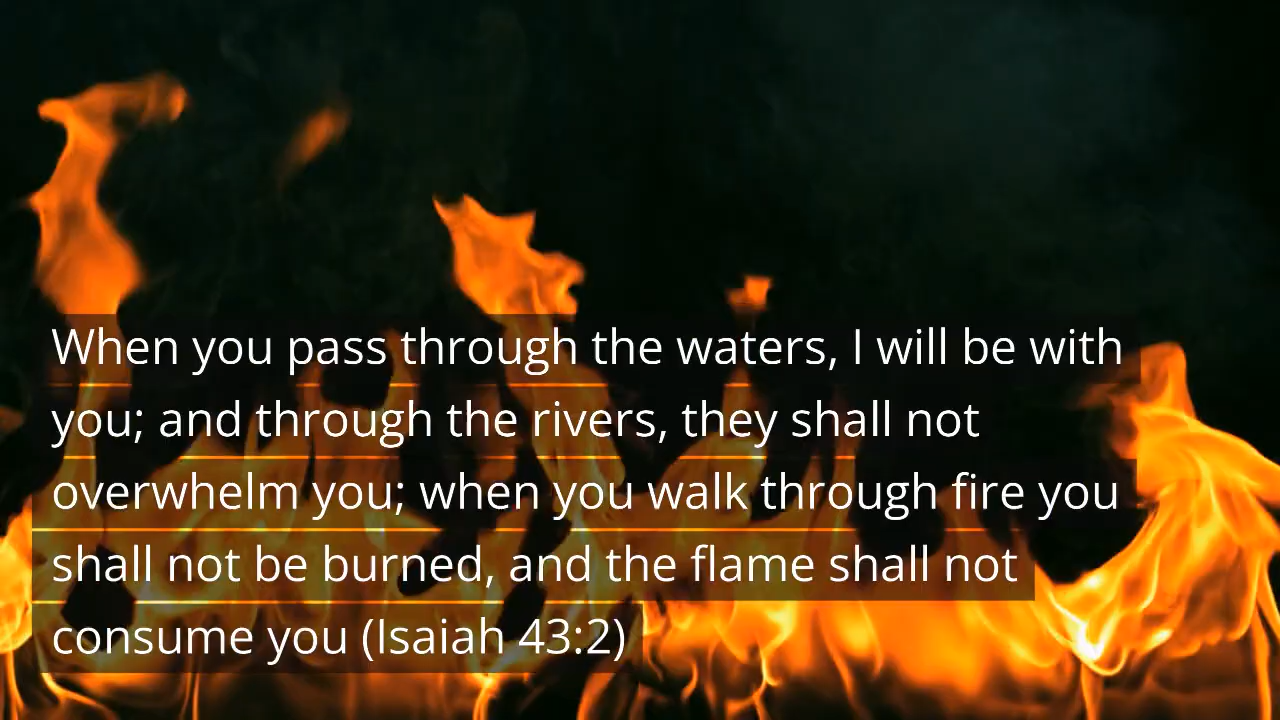 When you pass through the waters, I will be with
you; and through the rivers, they shall not
overwhelm you; when you walk through fire you
shall not be burned, and the flame shall not
consume you (Isaiah 43:2)